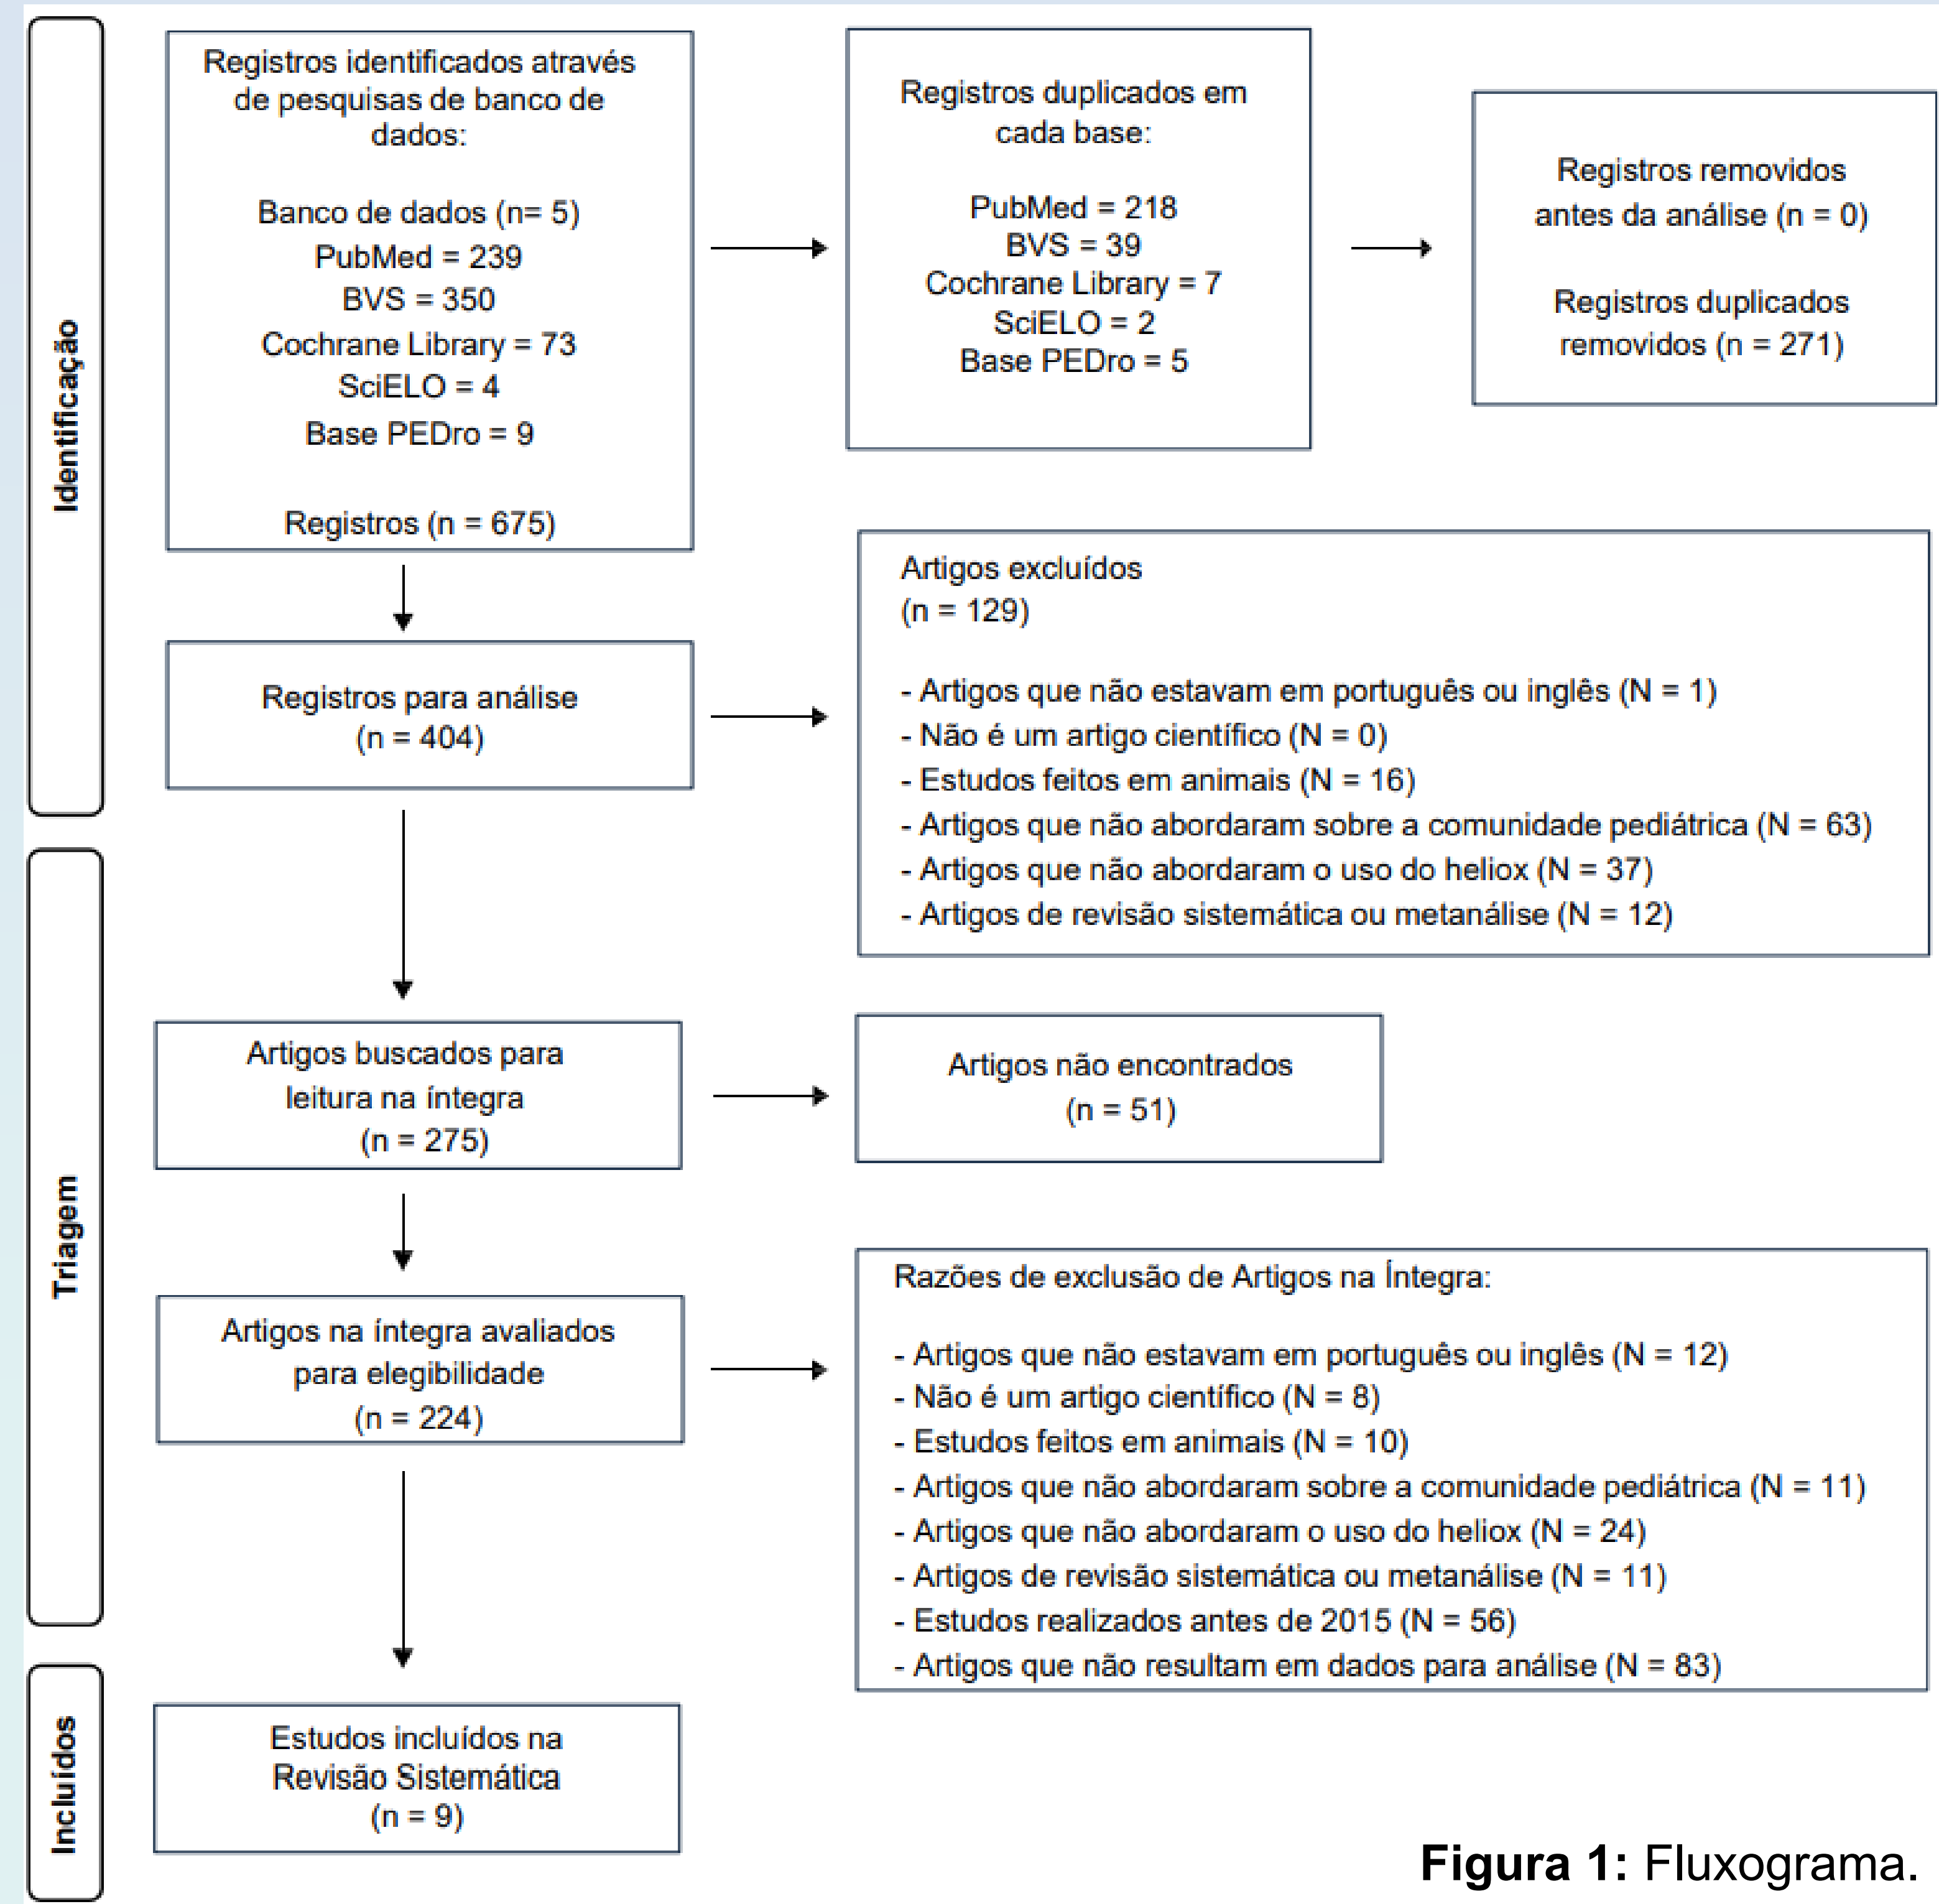 Identificação
Registros identificados através
de pesquisas de banco de
dados:
Banco de dados (n= 5)
PubMed = 239
BVS = 350
Cochrane Library = 73
SciELO = 4
Base PEDro = 9
Registros (n = 675)
Registros duplicados em
cada base:
PubMed = 218
BVS = 39
Cochrane Library = 7
SciELO = 2
Base PEDro = 5
Registros removidos
antes da análise (n = 0)
Registros duplicados
removidos (n = 271)
Registros para análise
(n = 404)
Artigos excluídos
(n = 129)
- Artigos que não estavam em português ou inglês (N = 1)
- Não é um artigo científico (N = 0)
- Estudos feitos em animais (N = 16)
- Artigos que não abordaram sobre a comunidade pediátrica (N = 63)
- Artigos que não abordaram o uso do heliox (N = 37)
- Artigos de revisão sistemática ou metanálise (N = 12)
Triagem
Artigos buscados para
leitura na íntegra
(n = 275)
Artigos não encontrados
(n = 51)
Artigos na íntegra avaliados
para elegibilidade
(n = 224)
Razões de exclusão de Artigos na Íntegra:
- Artigos que não estavam em português ou inglês (N = 12)
- Não é um artigo científico (N = 8)
- Estudos feitos em animais (N = 10)
- Artigos que não abordaram sobre a comunidade pediátrica (N = 11)
- Artigos que não abordaram o uso do heliox (N = 24)
- Artigos de revisão sistemática ou metanálise (N = 11)
- Estudos realizados antes de 2015 (N = 56)
- Artigos que não resultam em dados para análise (N = 83)
Incluídos
Estudos incluídos na
Revisão Sistemática
(n = 9)
Figura 1: Fluxograma.